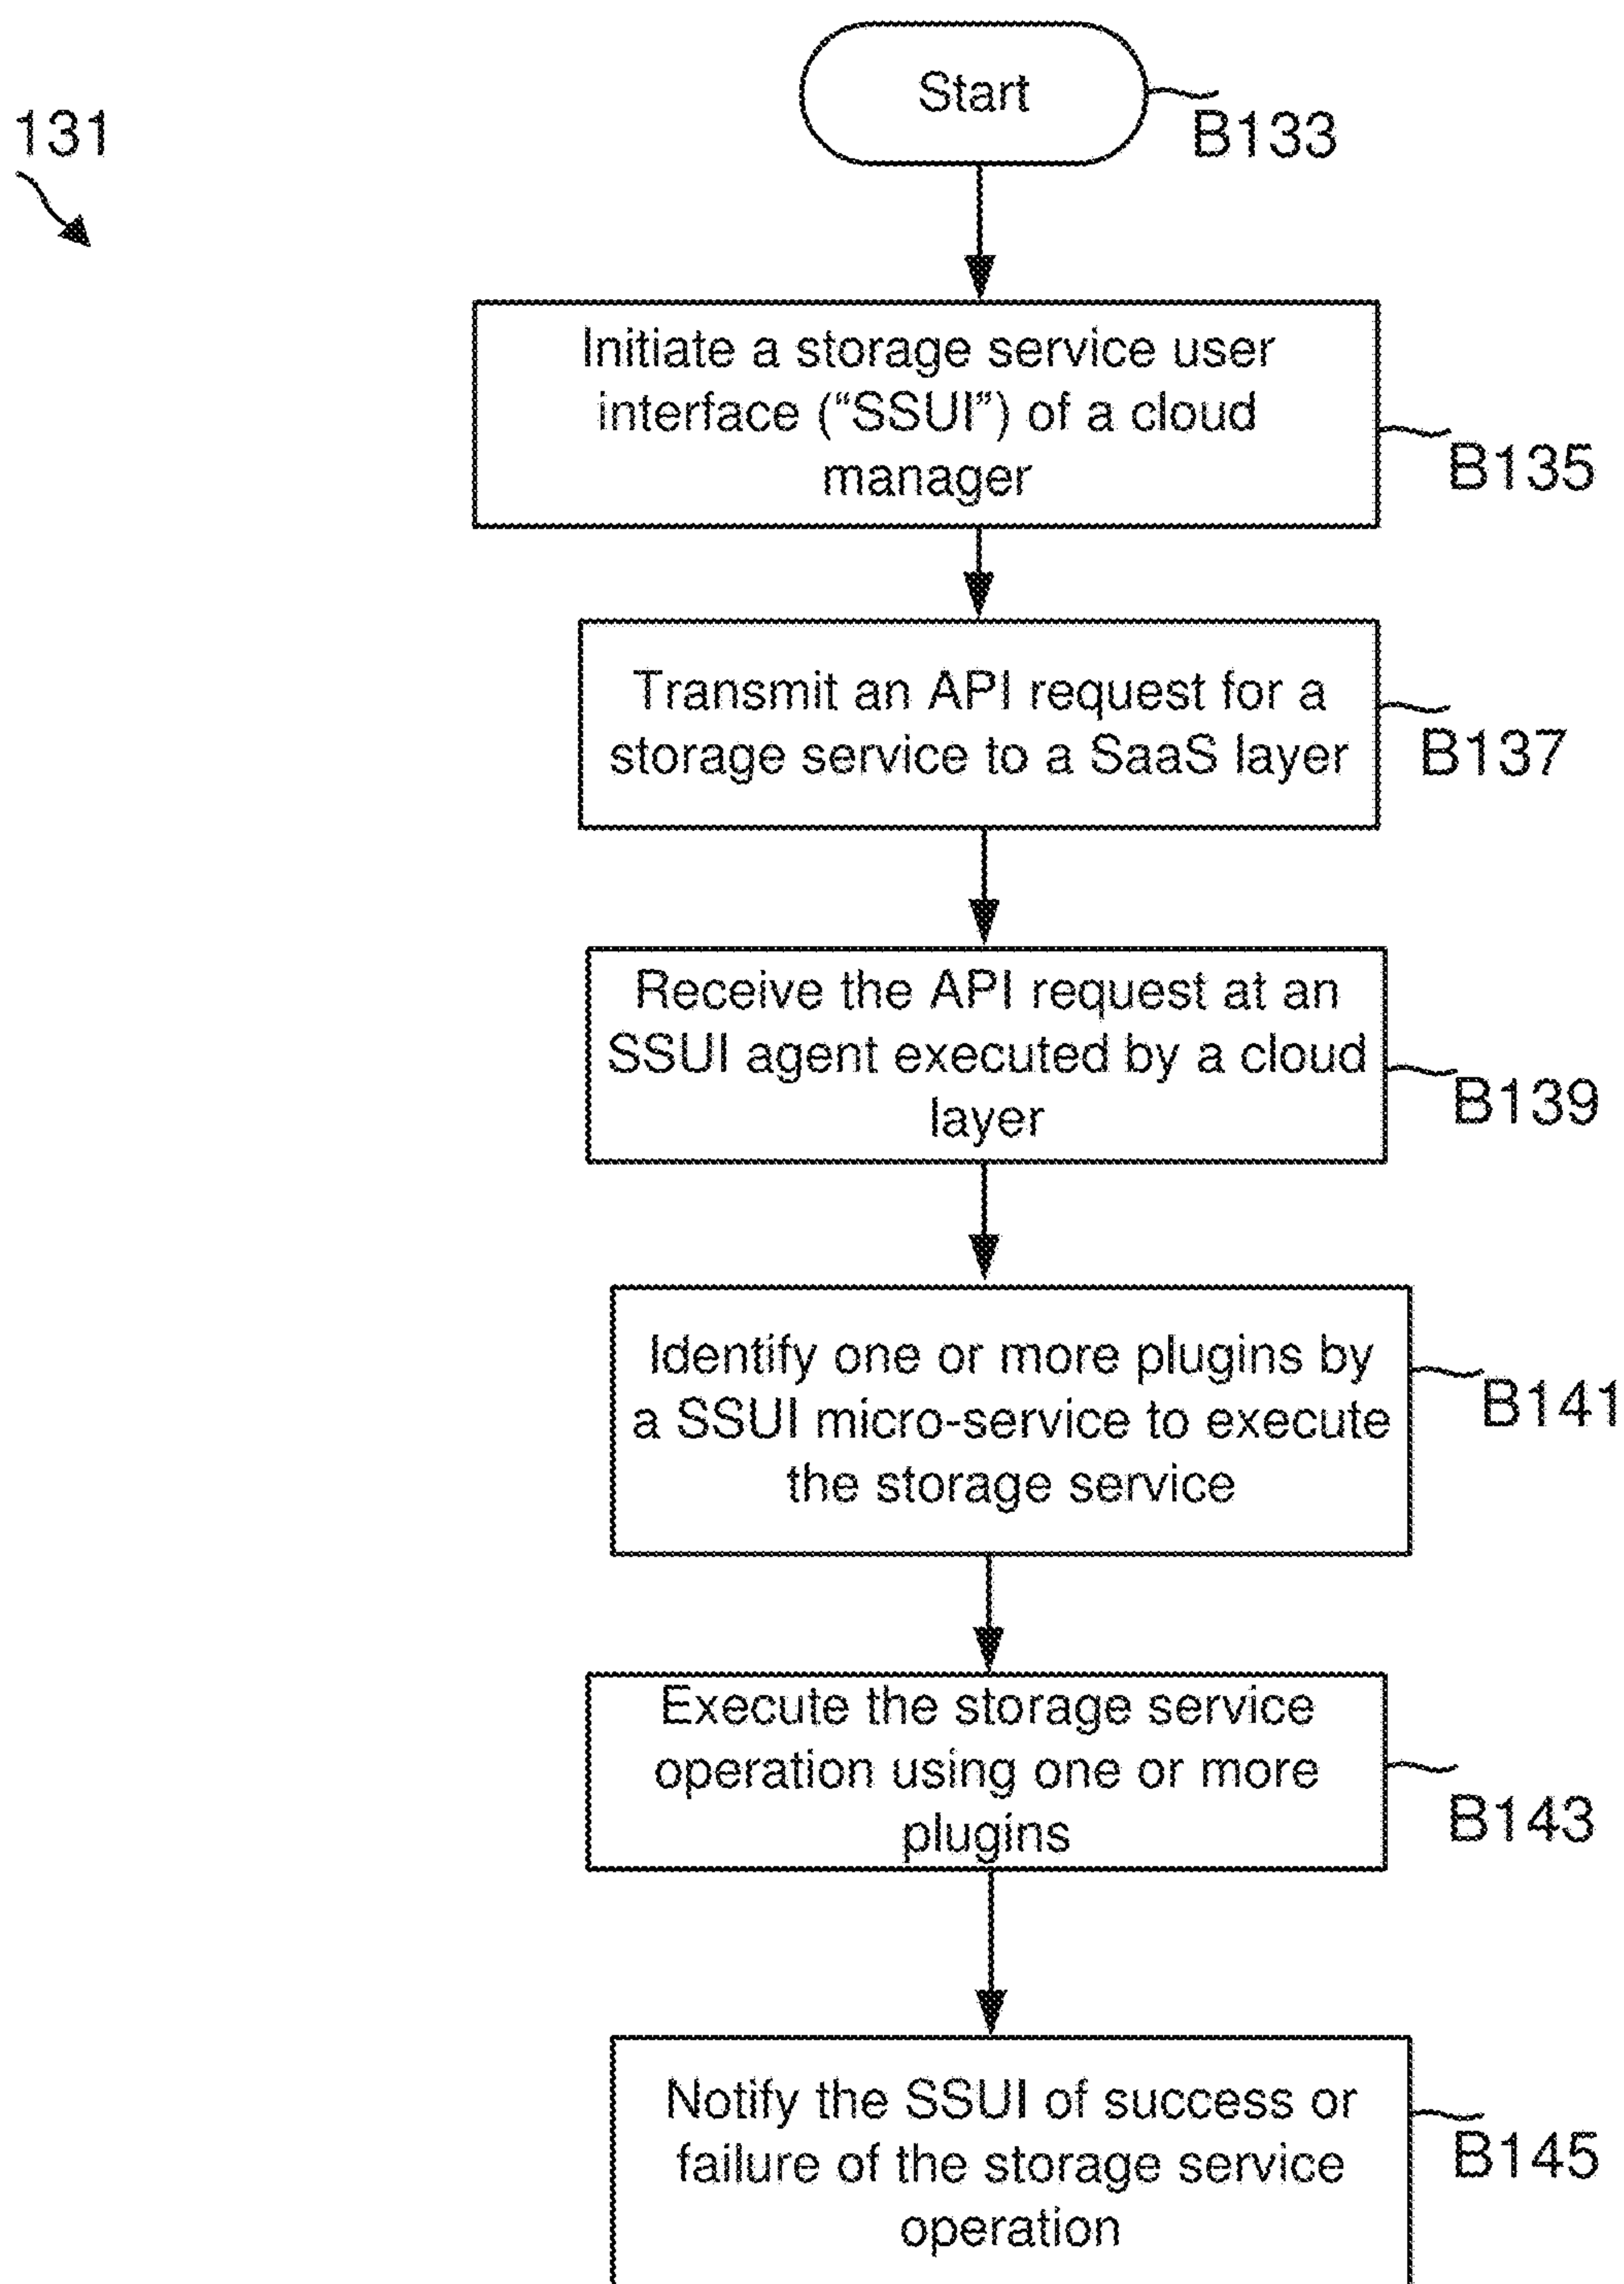 Start
B133
131
Initiate a storage service user
interface (“SSUI”) of a cloud
manager
B135
Transmit an API request for a
storage service to a SaaS layer
B137
Receive the API request at an
SSUI agent executed by a cloud
layer
B139
Identify one or more plugins by
a SSUI micro-service to execute
the storage service
B141
Execute the storage service
operation using one or more
plugins
B143
Notify the SSUI of success or
failure of the storage service
operation
B145